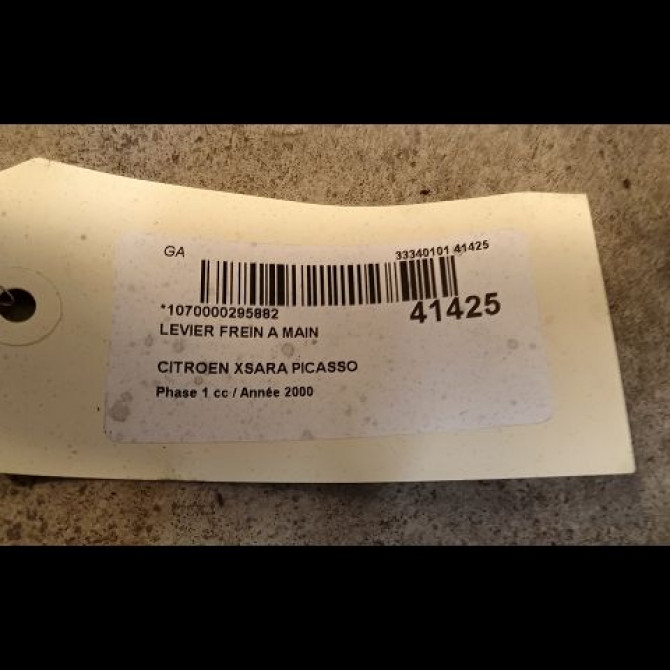 GA
33340101 41425
*1070000295882
41425
LEVIER FREIN A MAIN
CITROEN XSARA PICASSO
Phase 1 cc / Année 2000